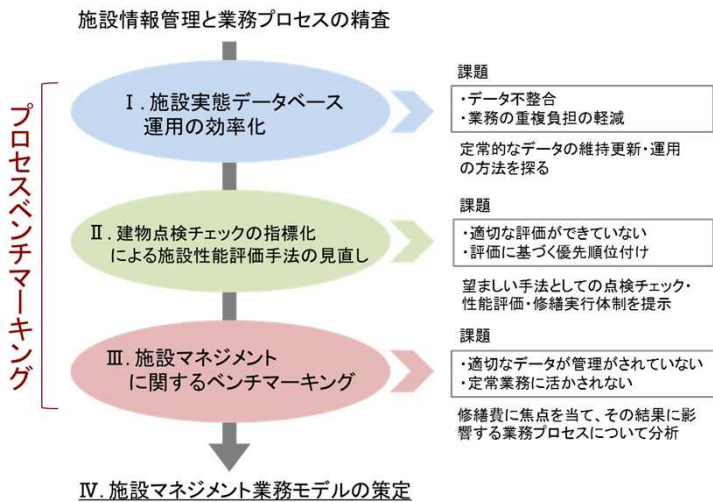 施設情報管理と業務プロセスの精査
プロセスベンチマーキング
Ⅰ．施設実態データベース
運用の効率化
課題
・データ不整合
・業務の重複負担の軽減
定常的なデータの維持更新・運用
の方法を探る
Ⅱ．建物点検チェックの指標化
による施設性能評価手法の見直し
課題
・適切な評価ができていない
・評価に基づく優先順位付け
望ましい手法としての点検チェック・
性能評価・修繕実行体制を提示
Ⅲ．施設マネジメント
に関するベンチマーキング
課題
・適切なデータが管理がされていない
・定常業務に活かされない
修繕費に焦点を当て、その結果に影
響する業務プロセスについて分析
Ⅳ．施設マネジメント業務モデルの策定